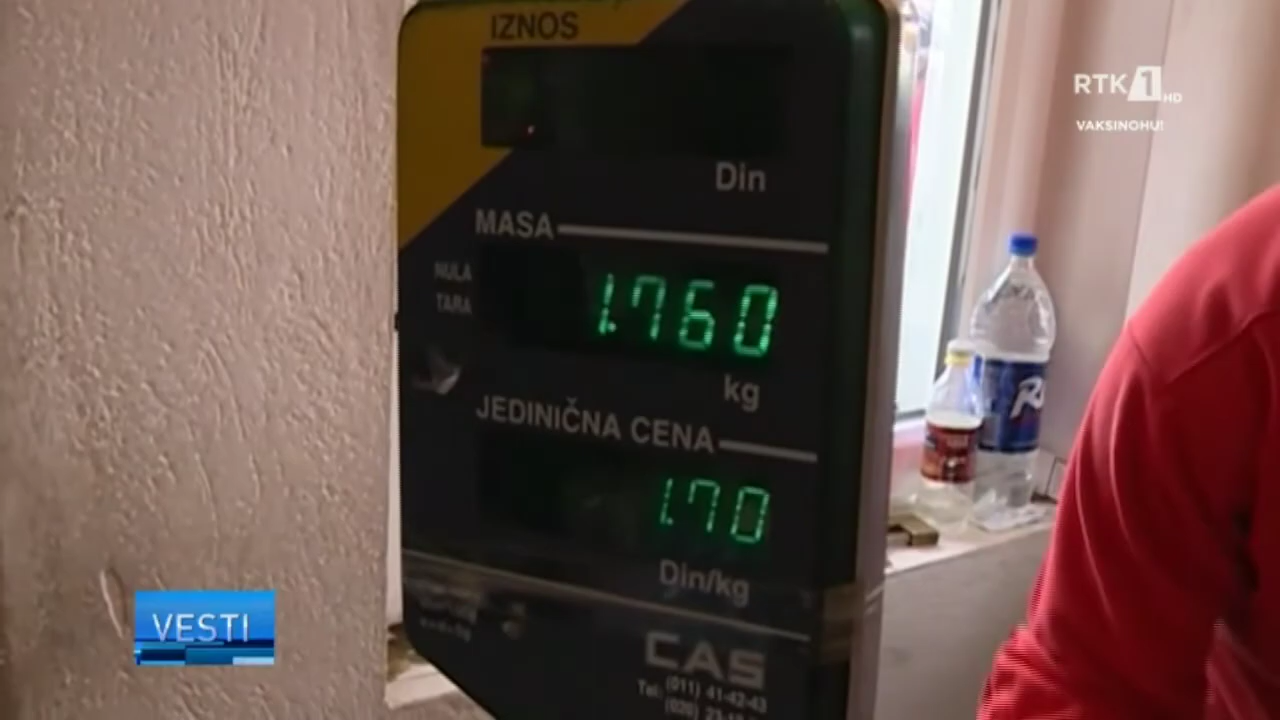 IZNOS
RTK 1 HD
VAKSINOHU!
Din
MASA
NULA
TARA
1.760
kg
JEDINIČNA CENA
1.70
Din/kg
VESTI
CAS
Tel: (011) 41-42-43